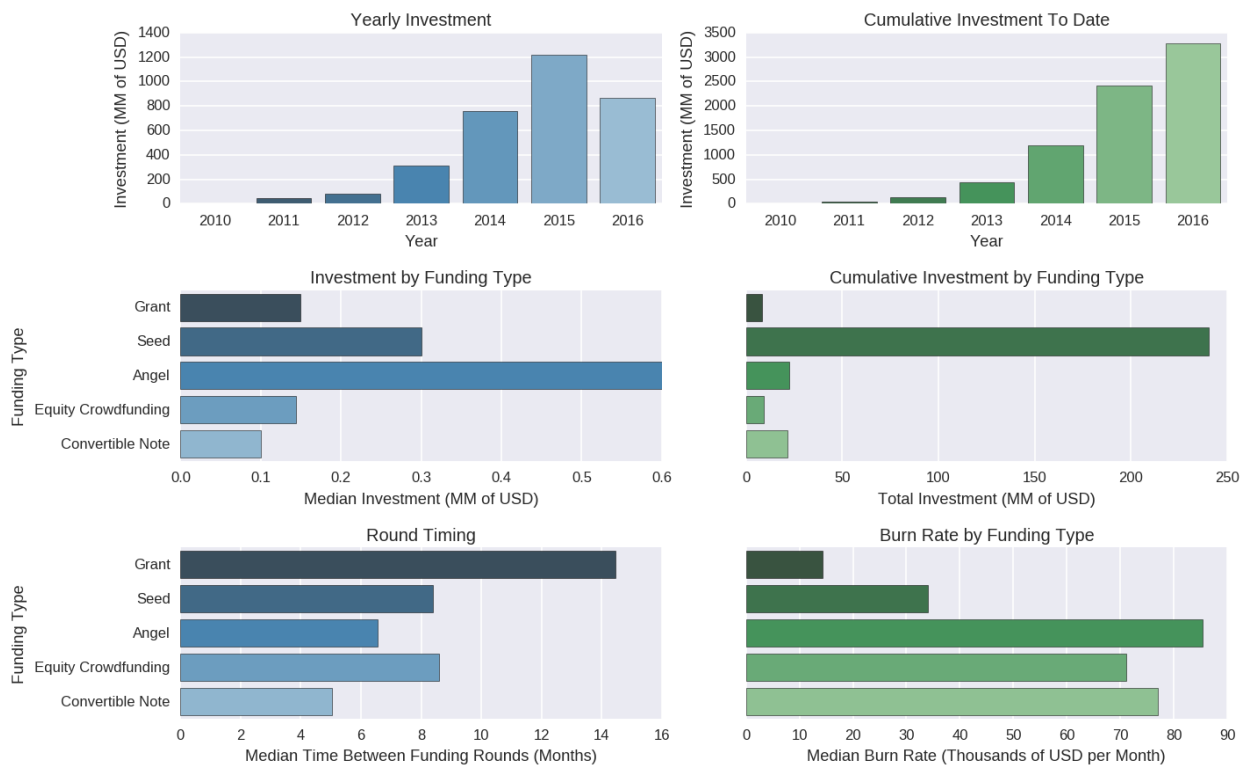 Yearly Investment
Investment (MM of USD)
1400
1200
1000
800
600
400
200
0
2010 2011 2012 2013 2014 2015 2016
Year
Cumulative Investment To Date
Investment (MM of USD)
3500
3000
2500
2000
1500
1000
500
0
2010 2011 2012 2013 2014 2015 2016
Year
Investment by Funding Type
Funding Type
Grant
Seed
Angel
Equity Crowdfunding
Convertible Note
0.0 0.1 0.2 0.3 0.4 0.5 0.6
Median Investment (MM of USD)
Cumulative Investment by Funding Type
0 50 100 150 200 250
Total Investment (MM of USD)
Round Timing
Funding Type
Grant
Seed
Angel
Equity Crowdfunding
Convertible Note
0 2 4 6 8 10 12 14 16
Median Time Between Funding Rounds (Months)
Burn Rate by Funding Type
0 10 20 30 40 50 60 70 80 90
Median Burn Rate (Thousands of USD per Month)